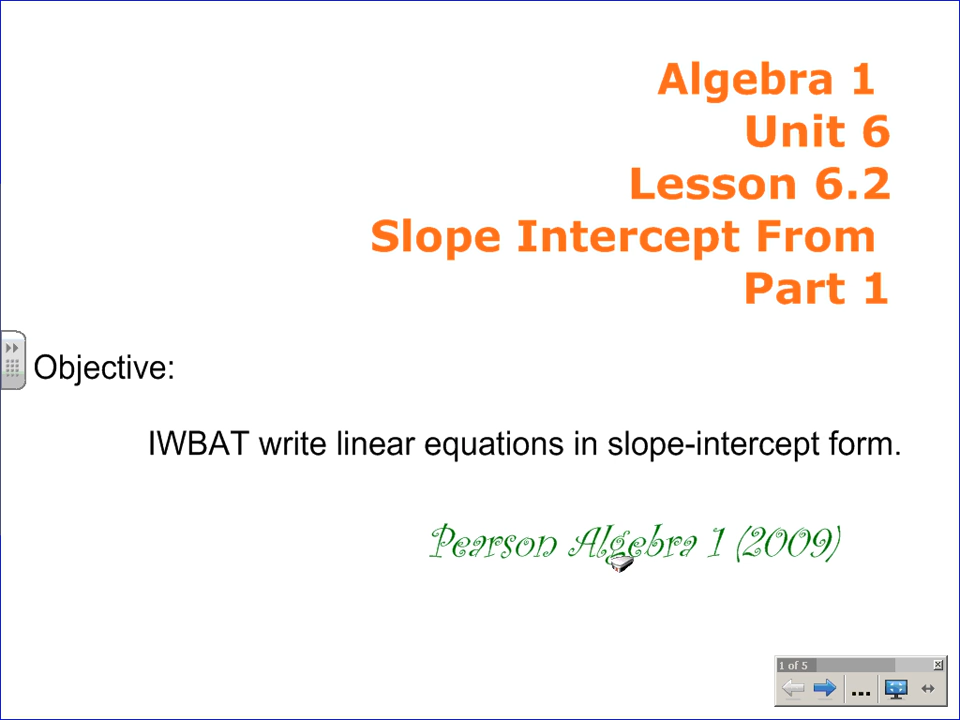 Algebra 1
Unit 6
Lesson 6.2
Slope Intercept From
Part 1
Objective:
IWBAT write linear equations in slope-intercept form.
Pearson Algebra 1 (2009)
1 of 5
...